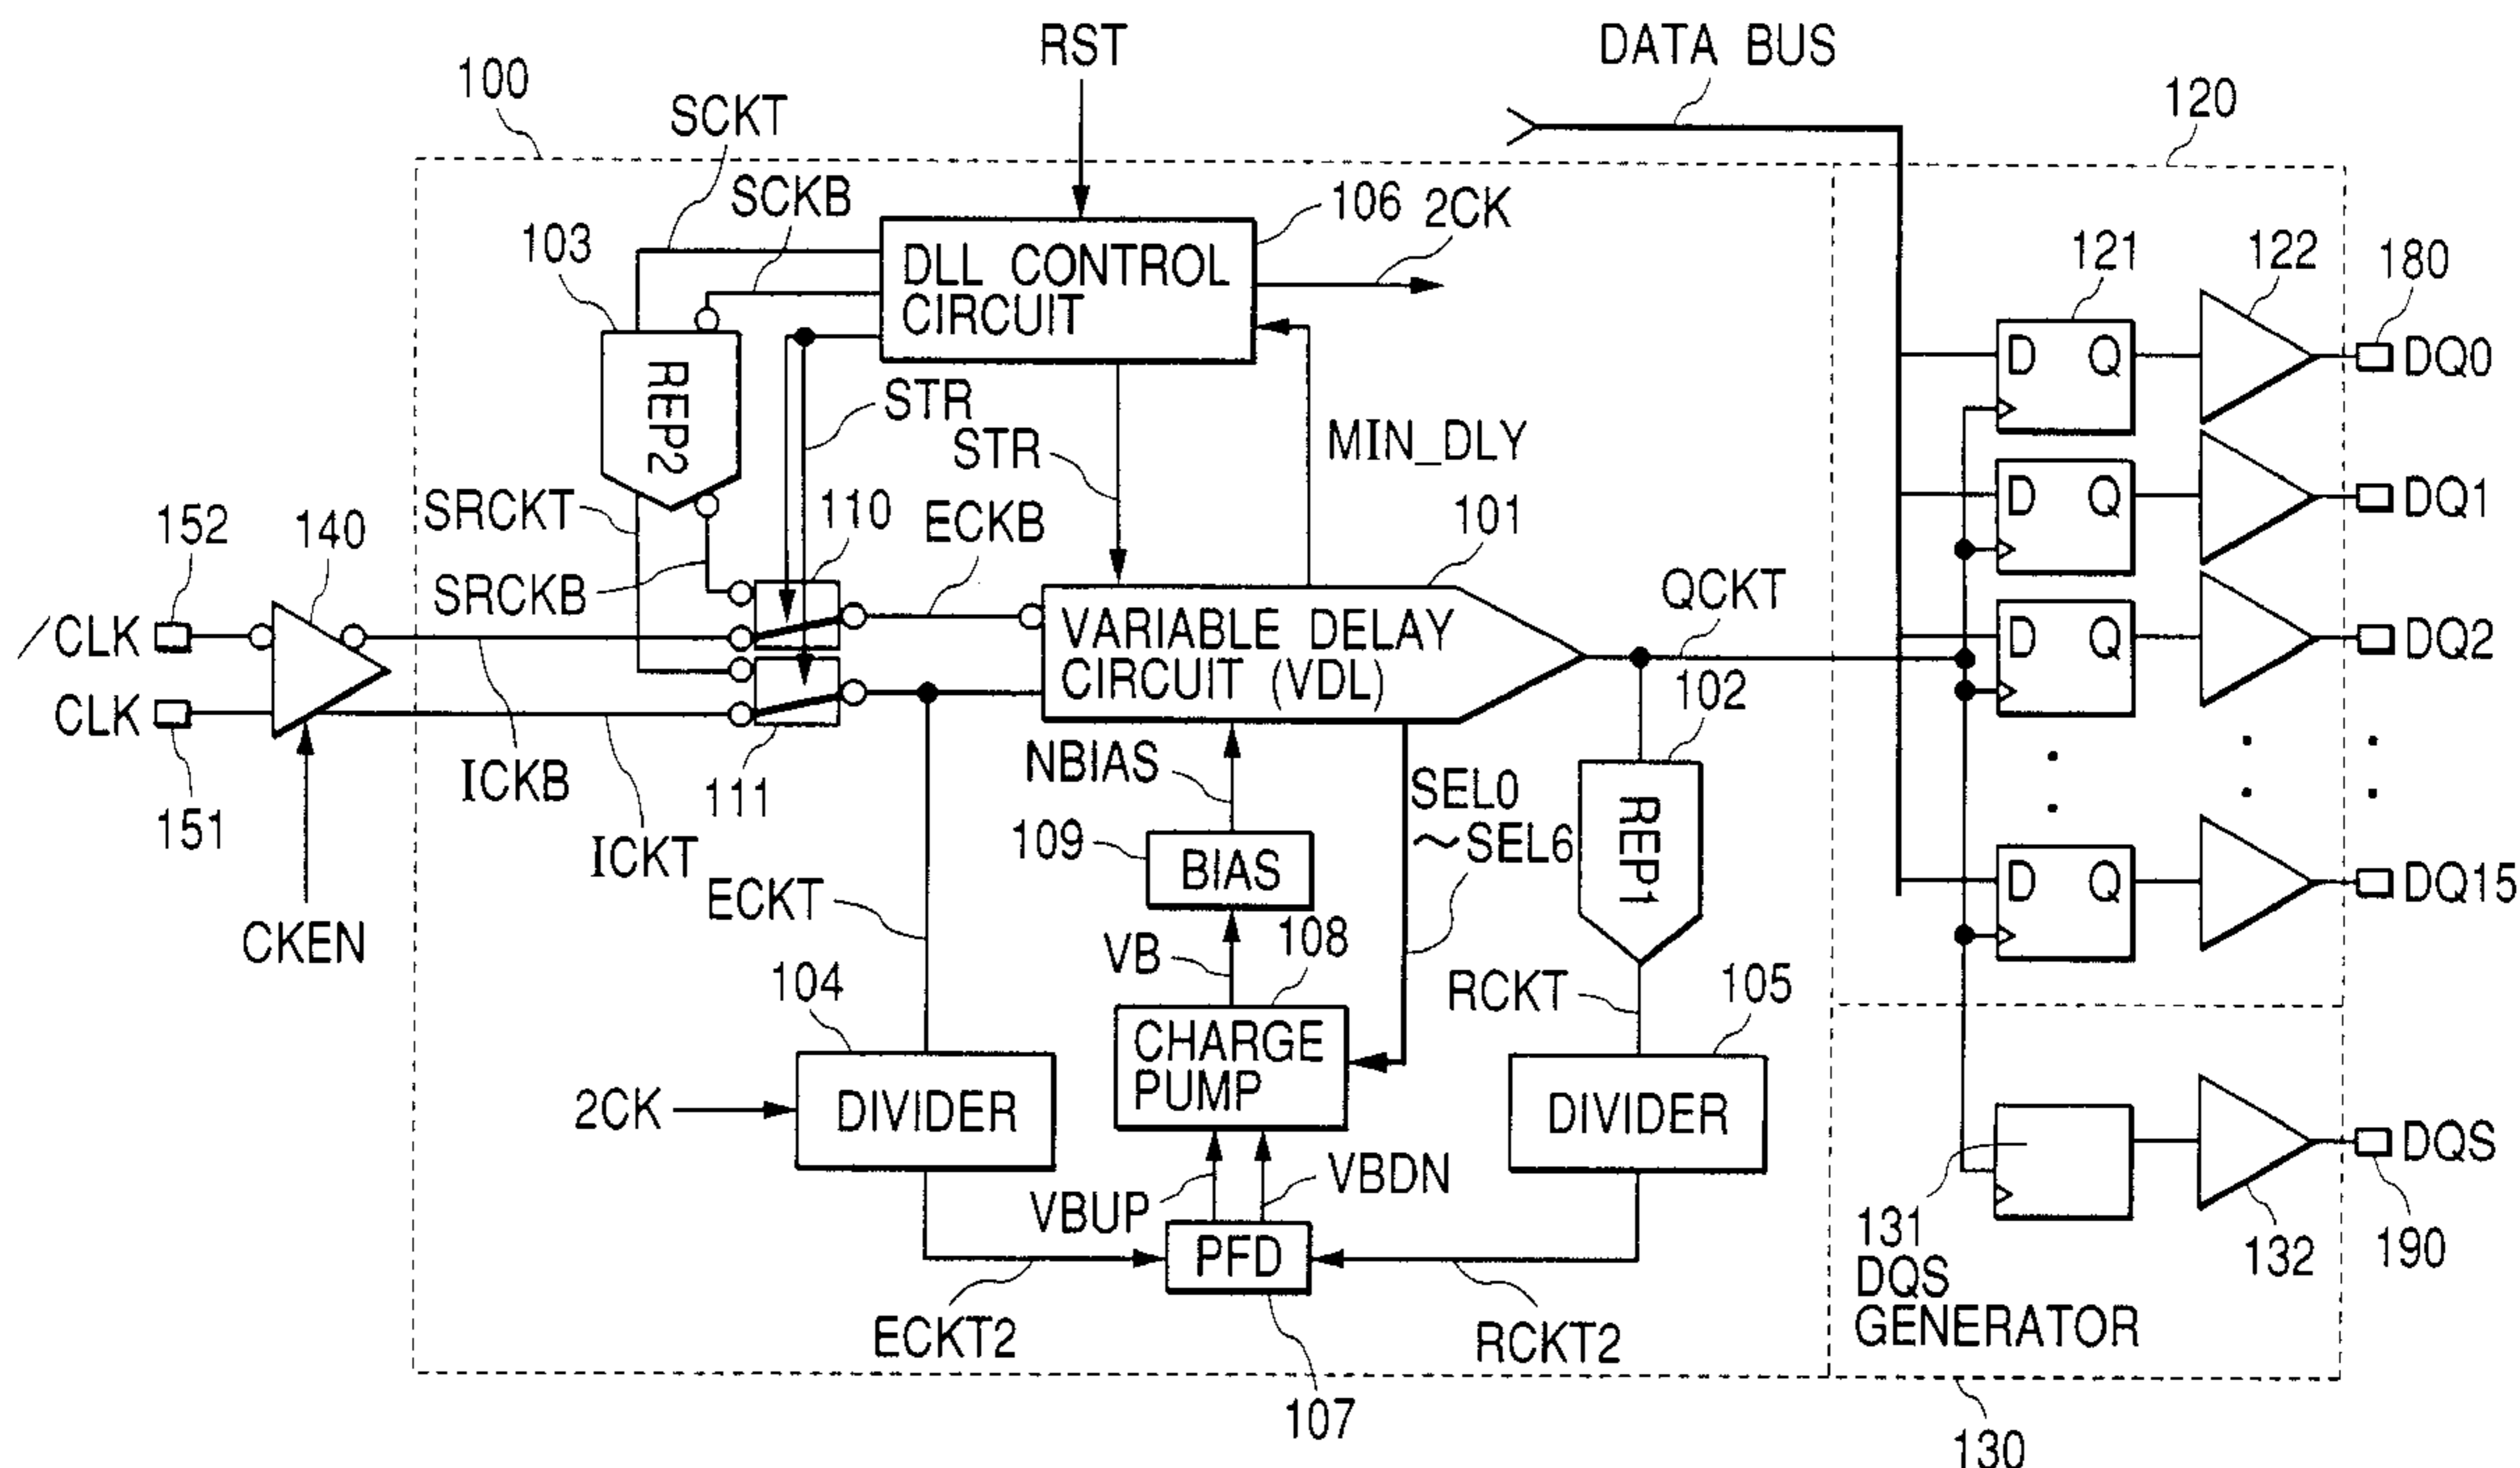 RST
DATA BUS
100
120
SCKT
SCKB
106
2CK
103
DLL CONTROL
CIRCUIT
121
122
180
D Q
DQ0
REP2
STR
STR
MIN_DLY
D Q
DQ1
SRCKT
110
ECKB
101
152
140
SRCKB
QCKT
/CLK
VARIABLE DELAY
CIRCUIT (VDL)
D Q
DQ2
CLK
102
151
ICKB
111
NBIAS
SEL0
~SEL6
REP1
ICKT
109
BIAS
ECKT
D Q
DQ15
CKEN
VB
108
104
RCKT
105
CHARGE
PUMP
2CK
DIVIDER
DIVIDER
DQS
VBUP
VBDN
131
DQS
GENERATOR
132
190
PFD
ECKT2
RCKT2
107
130